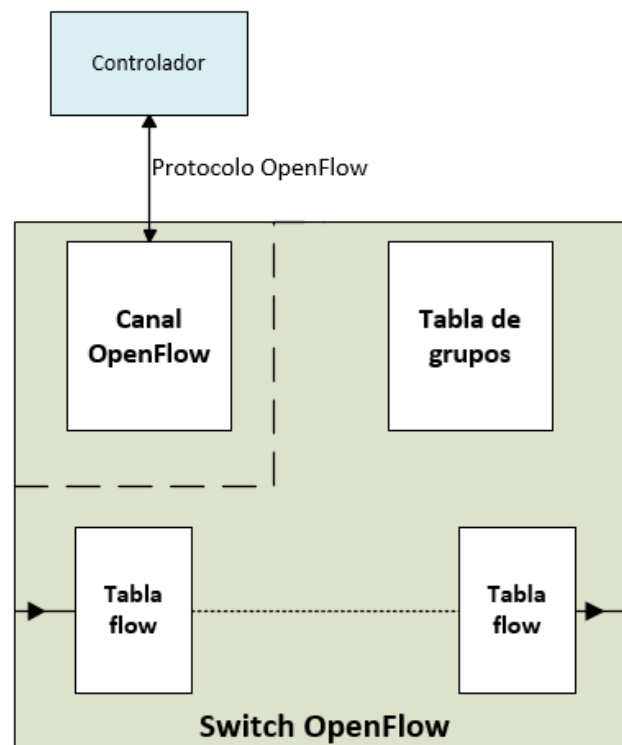 Controlador
Protocolo OpenFlow
Canal
OpenFlow
Tabla de
grupos
Tabla
flow
Tabla
flow
Switch OpenFlow